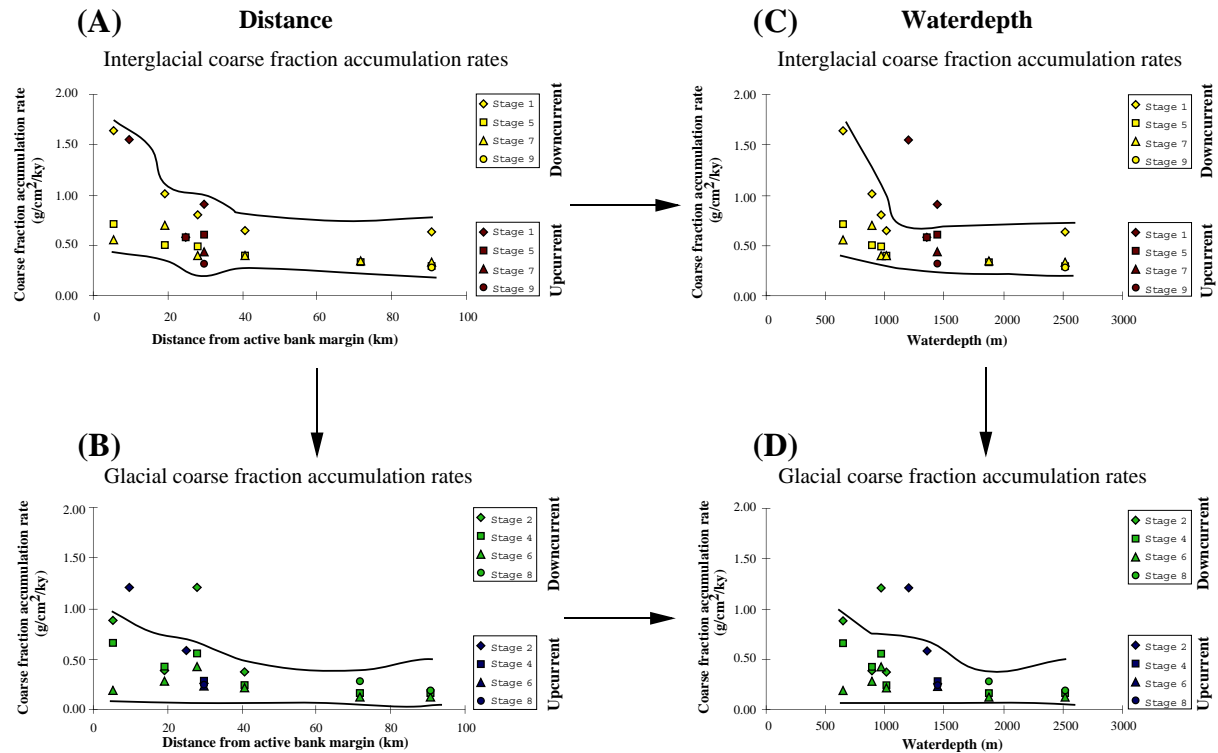 (A) Distance
Interglacial coarse fraction accumulation rates
Coarse fraction accumulation rate
(g/cm²/ky)
2.00
1.50
1.00
0.50
0.00
0 20 40 60 80 100
Distance from active bank margin (km)
Stage 1
Stage 5
Stage 7
Stage 9
Downcurrent
Stage 1
Stage 5
Stage 7
Stage 9
Upcurrent
(C) Waterdepth
Interglacial coarse fraction accumulation rates
Coarse fraction accumulation rate
(g/cm²/ky)
2.00
1.50
1.00
0.50
0.00
0 500 1000 1500 2000 2500 3000
Waterdepth (m)
Stage 1
Stage 5
Stage 7
Stage 9
Downcurrent
Stage 1
Stage 5
Stage 7
Stage 9
Upcurrent
(B)
Glacial coarse fraction accumulation rates
Coarse fraction accumulation rate
(g/cm²/ky)
2.00
1.50
1.00
0.50
0.00
0 20 40 60 80 100
Distance from active bank margin (km)
Stage 2
Stage 4
Stage 6
Stage 8
Downcurrent
Stage 2
Stage 4
Stage 6
Stage 8
Upcurrent
(D)
Glacial coarse fraction accumulation rates
Coarse fraction accumulation rate
(g/cm²/ky)
2.00
1.50
1.00
0.50
0.00
0 500 1000 1500 2000 2500 3000
Waterdepth (m)
Stage 2
Stage 4
Stage 6
Stage 8
Downcurrent
Stage 2
Stage 4
Stage 6
Stage 8
Upcurrent